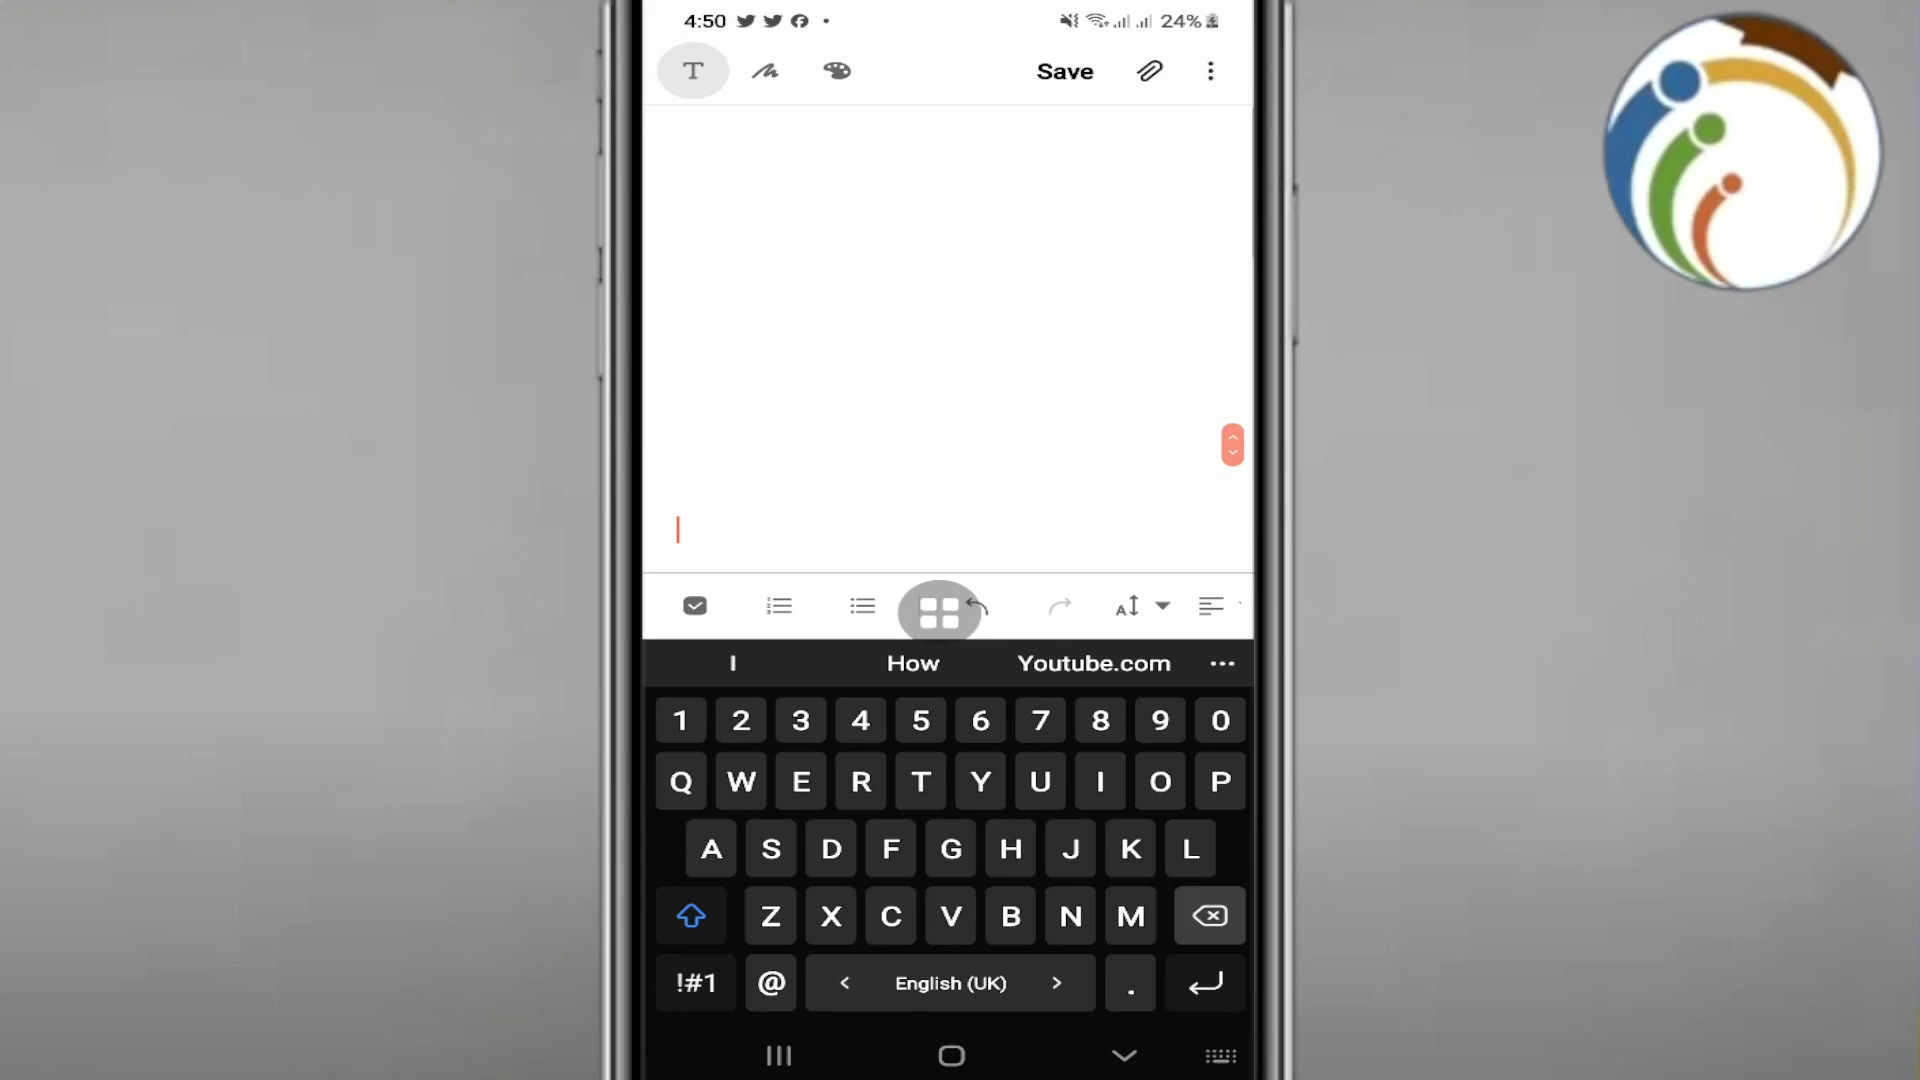 4:50 24%
T Save
A
I How Youtube.com
1 2 3 4 5 6 7 8 9 0
Q W E R T Y U I O P
A S D F G H J K L
Z X C V B N M
!#1 @ < English (UK) > .